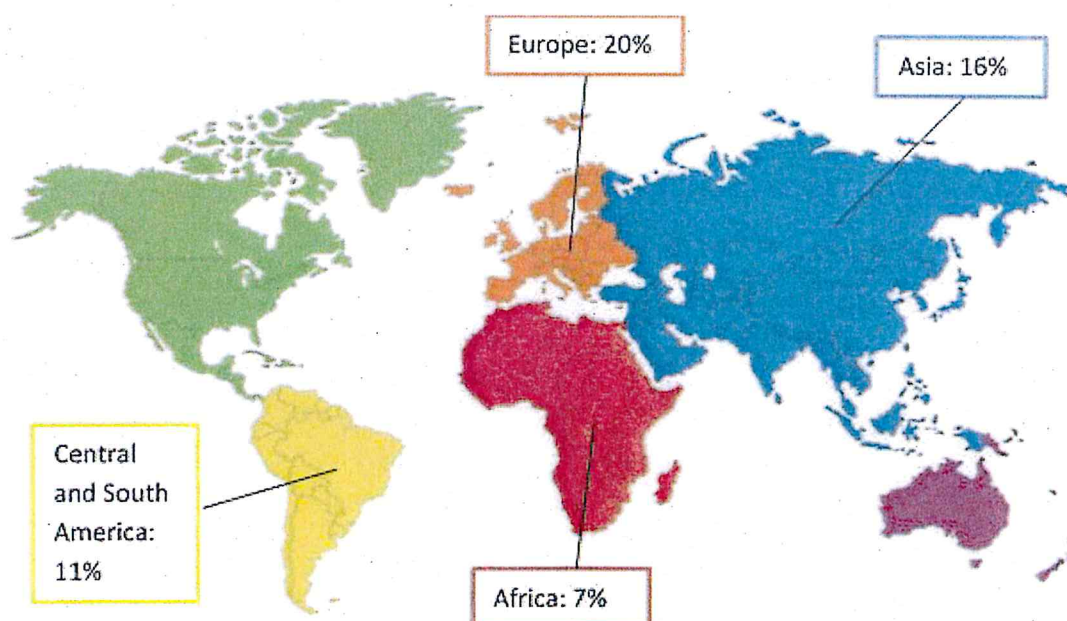 Europe: 20%
Asia: 16%
Central
and South
America:
11%
Africa: 7%